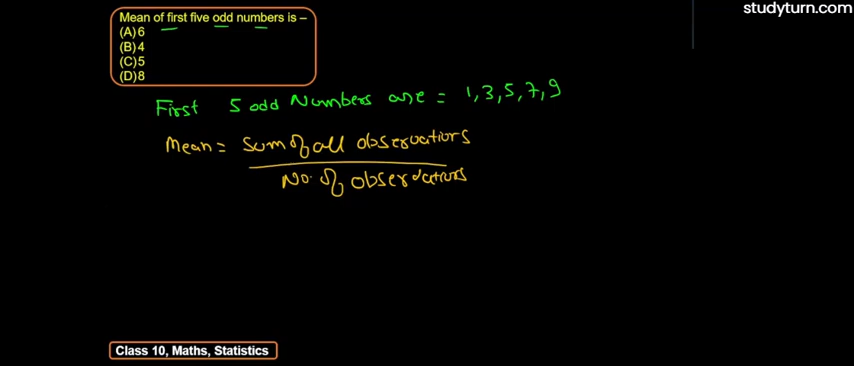 studyturn.com
Mean of first five odd numbers is –
(A) 6
(B) 4
(C) 5
(D) 8
First 5 odd Numbers are = 1, 3, 5, 7, 9
Mean = Sum of all observations
No. of observations
Class 10, Maths, Statistics